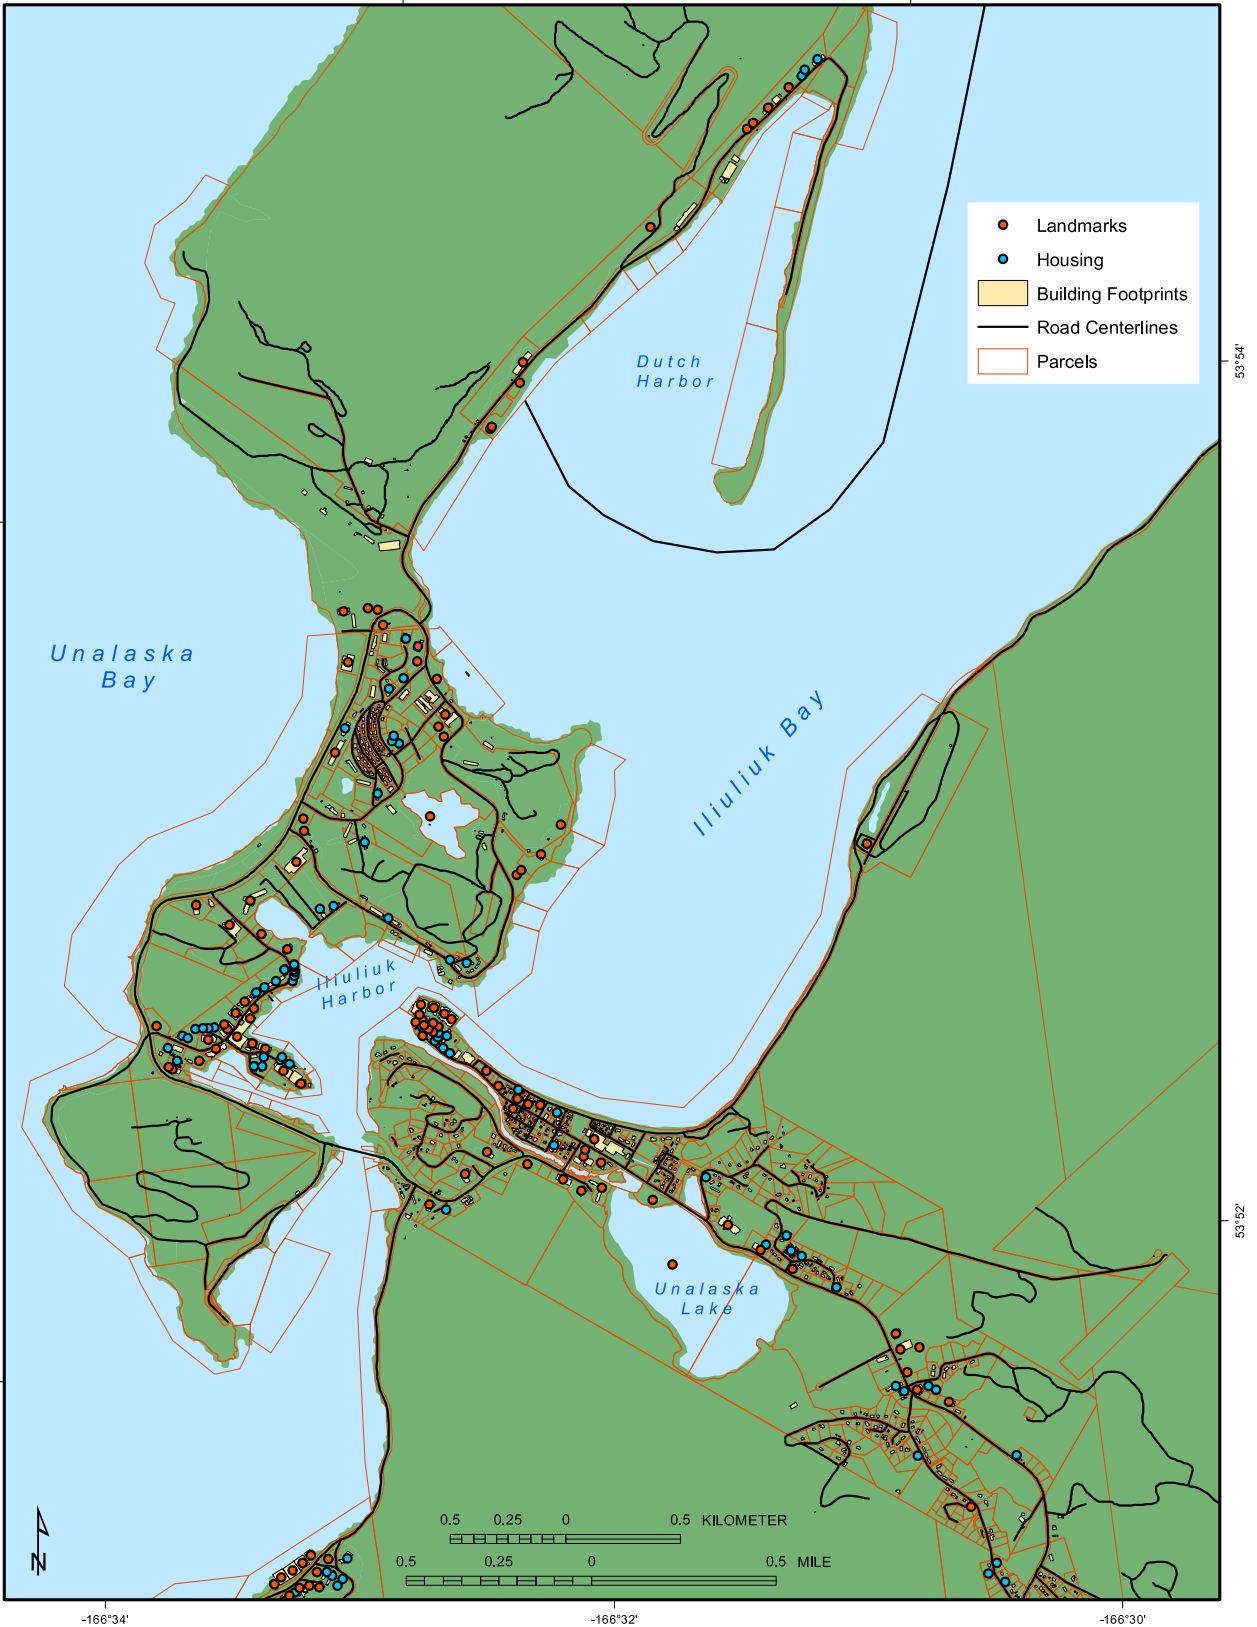 Landmarks
Housing
Building Footprints
Road Centerlines
Parcels
Dutch
Harbor
53°54'
Unalaska
Bay
Iliuliuk Bay
Iliuliuk
Harbor
53°52'
Unalaska
Lake
0.5 0.25 0 0.5 KILOMETER
0.5 0.25 0 0.5 MILE
N
-166°34' -166°32' -166°30'